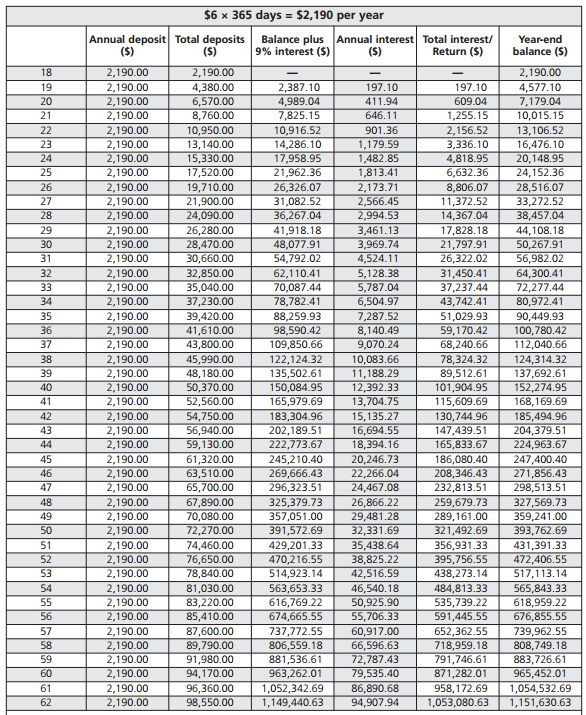 $6 × 365 days = $2,190 per year
Annual deposit Total deposits Balance plus Annual interest Total interest/ Year-end
($) ($) 9% interest ($) ($) Return ($) balance ($)
18 2,190.00 2,190.00 — — — 2,190.00
19 2,190.00 4,380.00 2,387.10 197.10 197.10 4,577.10
20 2,190.00 6,570.00 4,989.04 411.94 609.04 7,179.04
21 2,190.00 8,760.00 7,825.15 646.11 1,255.15 10,015.15
22 2,190.00 10,950.00 10,916.52 901.36 2,156.52 13,106.52
23 2,190.00 13,140.00 14,286.10 1,179.59 3,336.10 16,476.10
24 2,190.00 15,330.00 17,958.95 1,482.85 4,818.95 20,148.95
25 2,190.00 17,520.00 21,962.36 1,813.41 6,632.36 24,152.36
26 2,190.00 19,710.00 26,326.07 2,173.71 8,806.07 28,516.07
27 2,190.00 21,900.00 31,082.52 2,566.45 11,372.52 33,272.52
28 2,190.00 24,090.00 36,267.04 2,994.53 14,367.04 38,457.04
29 2,190.00 26,280.00 41,918.18 3,461.13 17,828.18 44,108.18
30 2,190.00 28,470.00 48,077.91 3,969.74 21,797.91 50,267.91
31 2,190.00 30,660.00 54,792.02 4,524.11 26,322.02 56,982.02
32 2,190.00 32,850.00 62,110.41 5,128.38 31,450.41 64,300.41
33 2,190.00 35,040.00 70,087.44 5,787.04 37,237.44 72,277.44
34 2,190.00 37,230.00 78,782.41 6,504.97 43,742.41 80,972.41
35 2,190.00 39,420.00 88,259.93 7,287.52 51,029.93 90,449.93
36 2,190.00 41,610.00 98,590.42 8,140.49 59,170.42 100,780.42
37 2,190.00 43,800.00 109,850.66 9,070.24 68,240.66 112,040.66
38 2,190.00 45,990.00 122,124.32 10,083.66 78,324.32 124,314.32
39 2,190.00 48,180.00 135,502.61 11,188.29 89,512.61 137,692.61
40 2,190.00 50,370.00 150,084.95 12,392.33 101,904.95 152,274.95
41 2,190.00 52,560.00 165,979.69 13,704.75 115,609.69 168,169.69
42 2,190.00 54,750.00 183,304.96 15,135.27 130,744.96 185,494.96
43 2,190.00 56,940.00 202,189.51 16,694.55 147,439.51 204,379.51
44 2,190.00 59,130.00 222,773.67 18,394.16 165,833.67 224,963.67
45 2,190.00 61,320.00 245,210.40 20,246.73 186,080.40 247,400.40
46 2,190.00 63,510.00 269,666.43 22,266.04 208,346.43 271,856.43
47 2,190.00 65,700.00 296,323.51 24,467.08 232,813.51 298,513.51
48 2,190.00 67,890.00 325,379.73 26,866.22 259,679.73 327,569.73
49 2,190.00 70,080.00 357,051.00 29,481.28 289,161.00 359,241.00
50 2,190.00 72,270.00 391,572.69 32,331.69 321,492.69 393,762.69
51 2,190.00 74,460.00 429,201.33 35,438.64 356,931.33 431,391.33
52 2,190.00 76,650.00 470,216.55 38,825.22 395,756.55 472,406.55
53 2,190.00 78,840.00 514,923.14 42,516.59 438,273.14 517,113.14
54 2,190.00 81,030.00 563,653.33 46,540.18 484,813.33 565,843.33
55 2,190.00 83,220.00 616,769.22 50,925.90 535,739.22 618,959.22
56 2,190.00 85,410.00 674,665.55 55,706.33 591,445.55 676,855.55
57 2,190.00 87,600.00 737,772.55 60,917.00 652,362.55 739,962.55
58 2,190.00 89,790.00 806,559.18 66,596.63 718,959.18 808,749.18
59 2,190.00 91,980.00 881,536.61 72,787.43 791,746.61 883,726.61
60 2,190.00 94,170.00 963,262.01 79,535.40 871,282.01 965,452.01
61 2,190.00 96,360.00 1,052,342.69 86,890.68 958,172.69 1,054,532.69
62 2,190.00 98,550.00 1,149,440.63 94,907.94 1,053,080.63 1,151,630.63